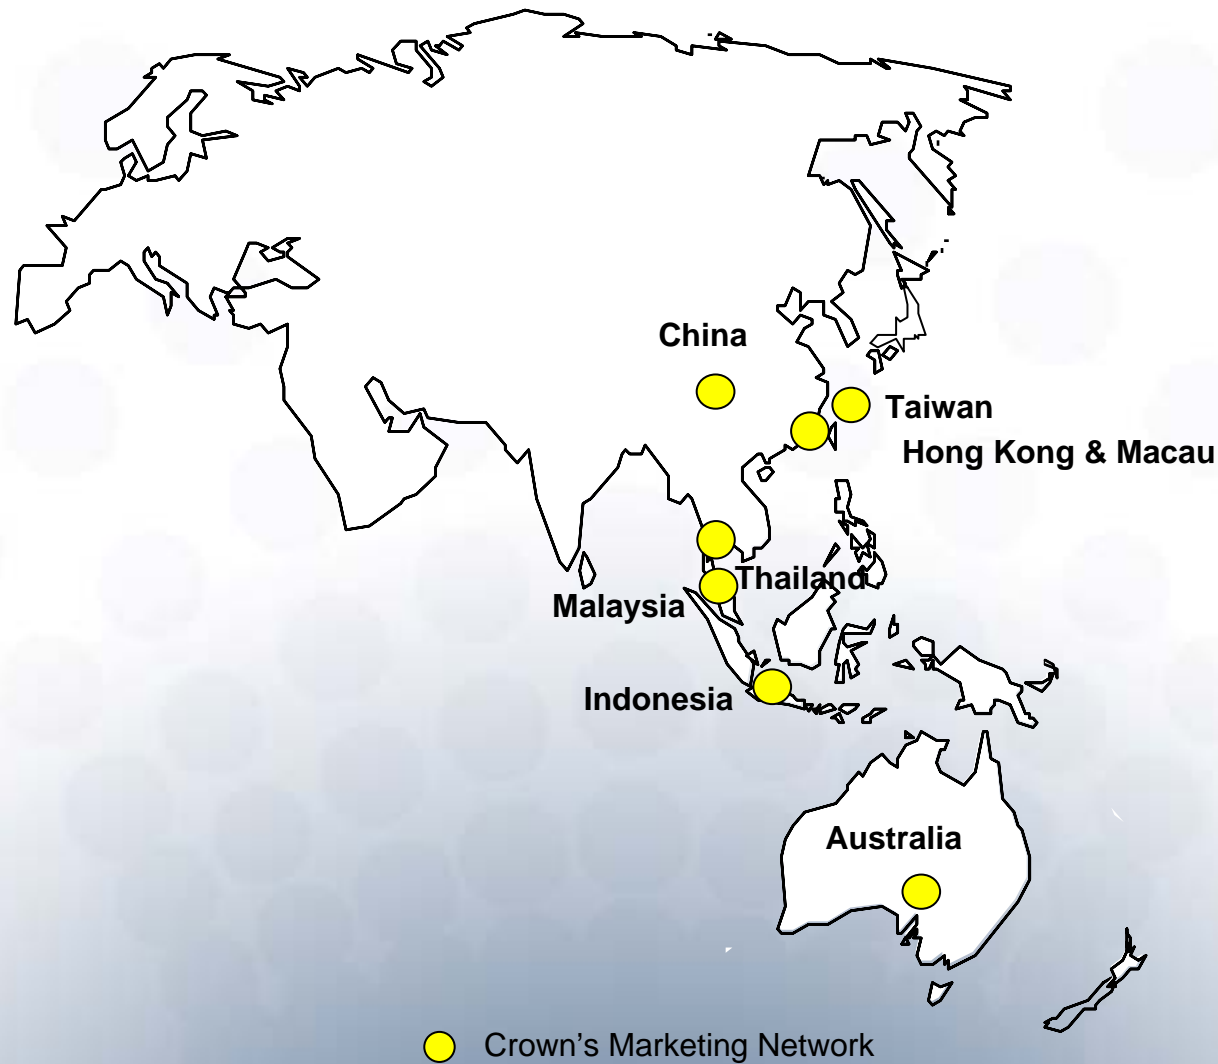 China
Taiwan
Hong Kong & Macau
Thailand
Malaysia
Indonesia
Australia
Crown's Marketing Network